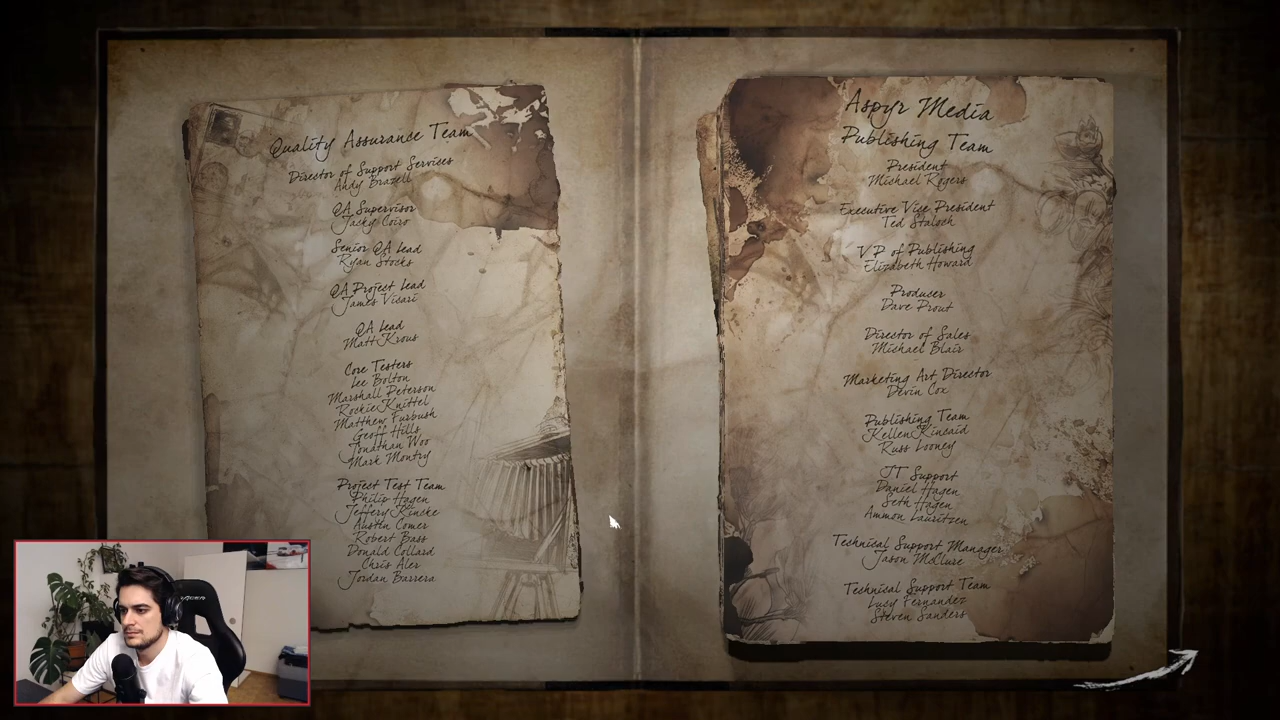 Quality Assurance Team
Director of Support Services
Andy Brazell
QA Supervisor
Jacky Coiro
Senior QA Lead
Ryan Stocks
QA Project Lead
James Vicari
QA Lead
Matt Krous
Core Testers
Lee Bolton
Marshall Peterson
Rockie Knittel
Matthew Furbush
Geoff Hills
Jonathan Woo
Mark Montry
Project Test Team
Philip Hagen
Jeffery Kincke
Austin Comer
Robert Bass
Donald Collard
Chris Aler
Jordan Barrera
Aspyr Media
Publishing Team
President
Michael Rogers
Executive Vice President
Ted Staloch
VP of Publishing
Elizabeth Howard
Producer
Dave Prout
Director of Sales
Michael Blair
Marketing Art Director
Devin Cox
Publishing Team
Kellen Kincaid
Russ Looney
IT Support
Daniel Hagen
Seth Hagen
Ammon Lauritzen
Technical Support Manager
Jason McClure
Technical Support Team
Lucy Fernandez
Steven Sanders